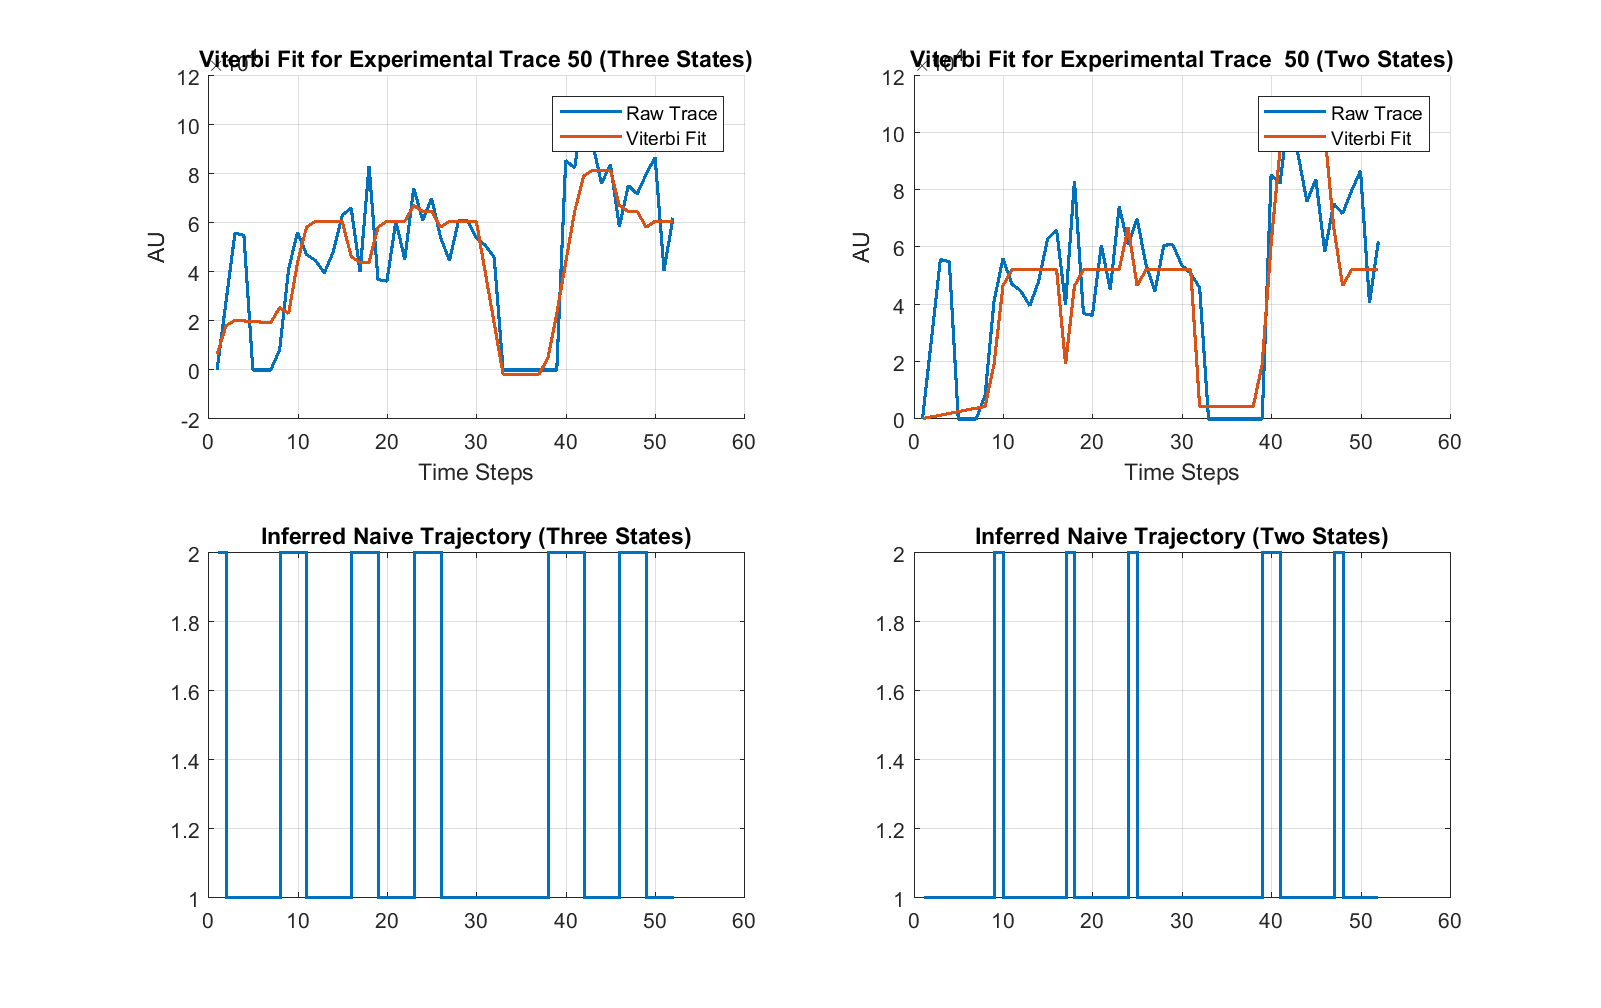 Viterbi Fit for Experimental Trace 50 (Three States)
12
10
8
6
4
2
0
-2
AU
Raw Trace
Viterbi Fit
0 10 20 30 40 50 60
Time Steps
Viterbi Fit for Experimental Trace  50 (Two States)
12
10
8
6
4
2
0
AU
Raw Trace
Viterbi Fit
0 10 20 30 40 50 60
Time Steps
Inferred Naive Trajectory (Three States)
2
1.8
1.6
1.4
1.2
1
0 10 20 30 40 50 60
Inferred Naive Trajectory (Two States)
2
1.8
1.6
1.4
1.2
1
0 10 20 30 40 50 60